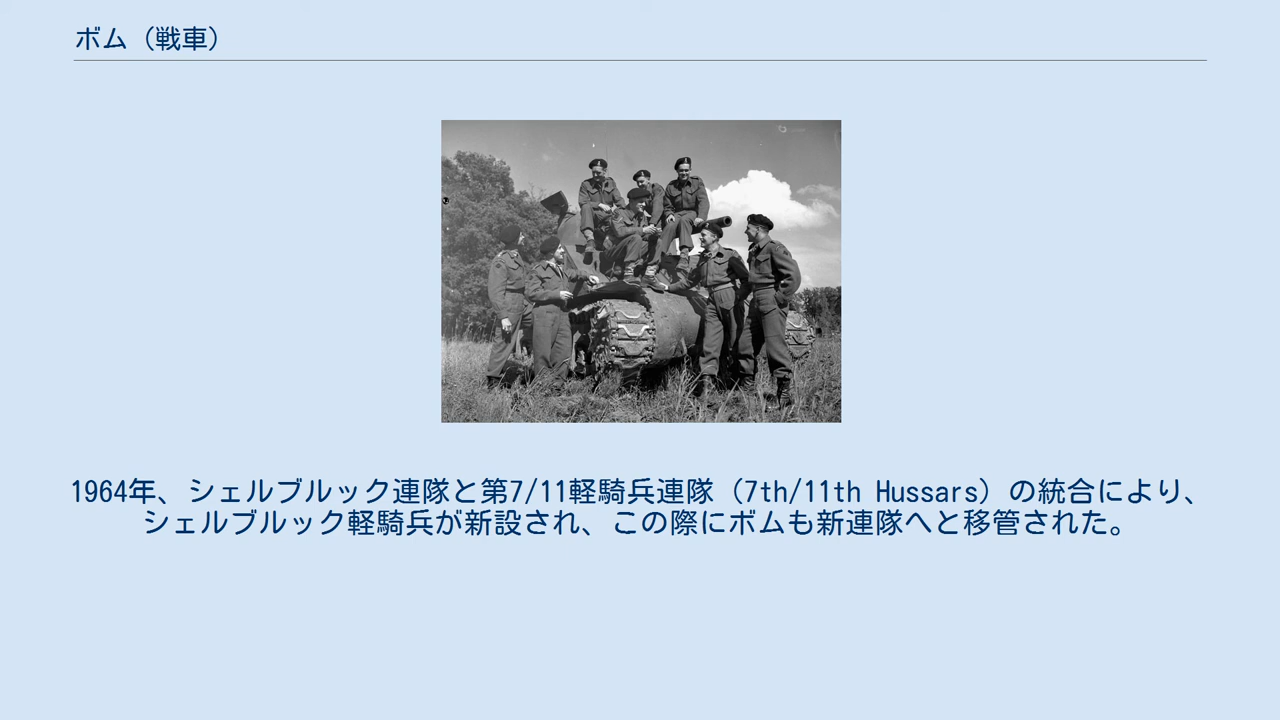 ボム（戦車）
1964年、シェルブルック連隊と第7/11軽騎兵連隊（7th/11th Hussars）の統合により、
シェルブルック軽騎兵が新設され、この際にボムも新連隊へと移管された。